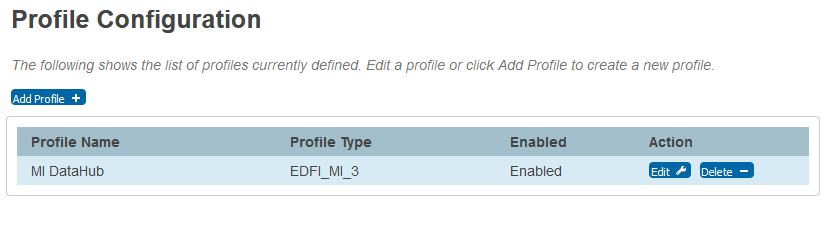 Profile Configuration
The following shows the list of profiles currently defined. Edit a profile or click Add Profile to create a new profile.
Add Profile +
Profile Name Profile Type Enabled Action
MI DataHub EDFI_MI_3 Enabled Edit Delete